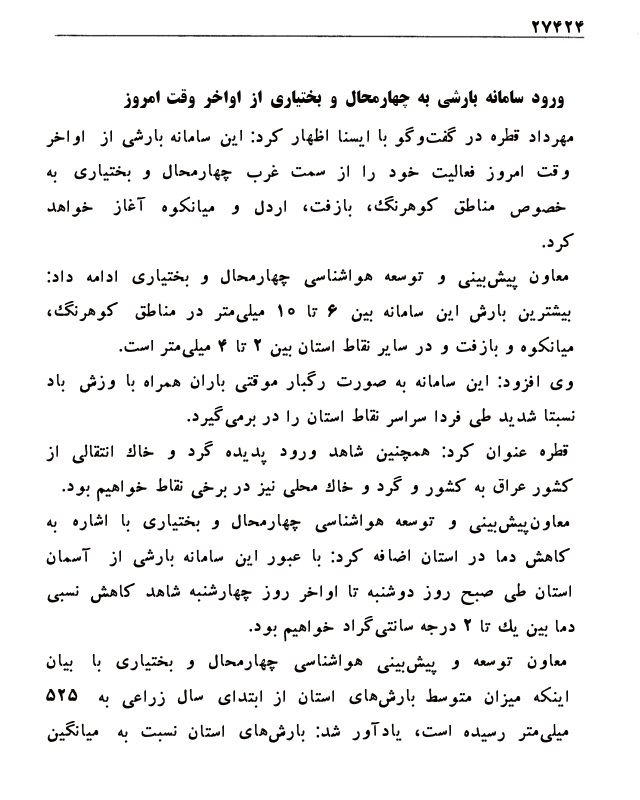 ۲۷۴۲۴
ورود سامانه بارشی به چهارمحال و بختیاری از اواخر وقت امروز
مهرداد قطره در گفت‌وگو با ایسنا اظهار کرد: این سامانه بارشی از اواخر
وقت امروز فعالیت خود را از سمت غرب چهارمحال و بختیاری به
خصوص مناطق کوهرنگ، بازفت، اردل و میانکوه آغاز خواهد
کرد.
معاون پیش‌بینی و توسعه هواشناسی چهارمحال و بختیاری ادامه داد:
بیشترین بارش این سامانه بین ۶ تا ۱۰ میلی‌متر در مناطق کوهرنگ،
میانکوه و بازفت و در سایر نقاط استان بین ۲ تا ۴ میلی‌متر است.
وی افزود: این سامانه به صورت رگبار موقتی باران همراه با وزش باد
نسبتا شدید طی فردا سراسر نقاط استان را در برمی‌گیرد.
قطره عنوان کرد: همچنین شاهد ورود پدیده گرد و خاک انتقالی از
کشور عراق به کشور و گرد و خاک محلی نیز در برخی نقاط خواهیم بود.
معاون‌پیش‌بینی و توسعه هواشناسی چهارمحال و بختیاری با اشاره به
کاهش دما در استان اضافه کرد: با عبور این سامانه بارشی از آسمان
استان طی صبح روز دوشنبه تا اواخر روز چهارشنبه شاهد کاهش نسبی
دما بین یک تا ۲ درجه سانتی‌گراد خواهیم بود.
معاون توسعه و پیش‌بینی هواشناسی چهارمحال و بختیاری با بیان
اینکه میزان متوسط بارش‌های استان از ابتدای سال زراعی به ۵۲۵
میلی‌متر رسیده است، یادآور شد: بارش‌های استان نسبت به میانگین